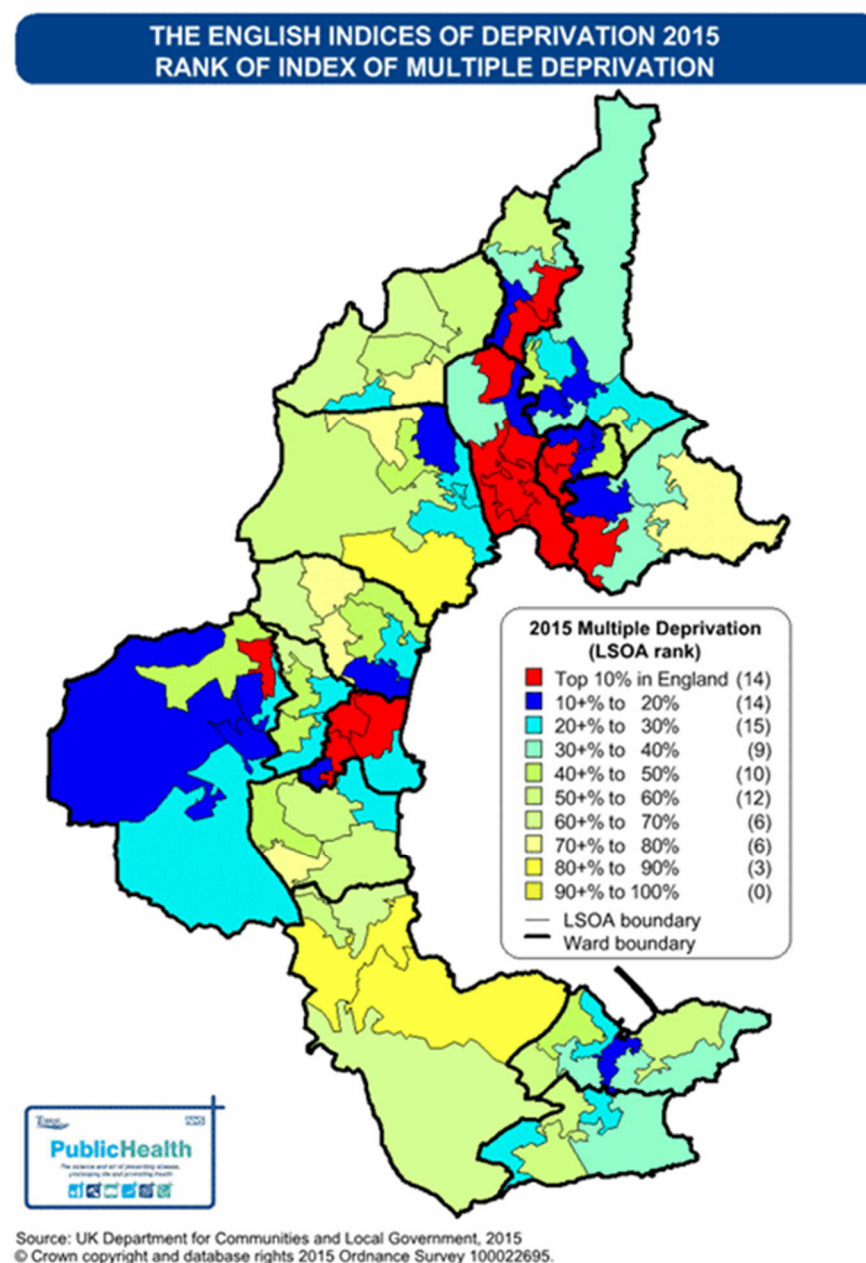 THE ENGLISH INDICES OF DEPRIVATION 2015
RANK OF INDEX OF MULTIPLE DEPRIVATION
2015 Multiple Deprivation
(LSOA rank)
Top 10% in England (14)
10+% to 20% (14)
20+% to 30% (15)
30+% to 40% (9)
40+% to 50% (10)
50+% to 60% (12)
60+% to 70% (6)
70+% to 80% (6)
80+% to 90% (3)
90+% to 100% (0)
LSOA boundary
Ward boundary
NHS
PublicHealth
Source: UK Department for Communities and Local Government, 2015
© Crown copyright and database rights 2015 Ordnance Survey 100022695.